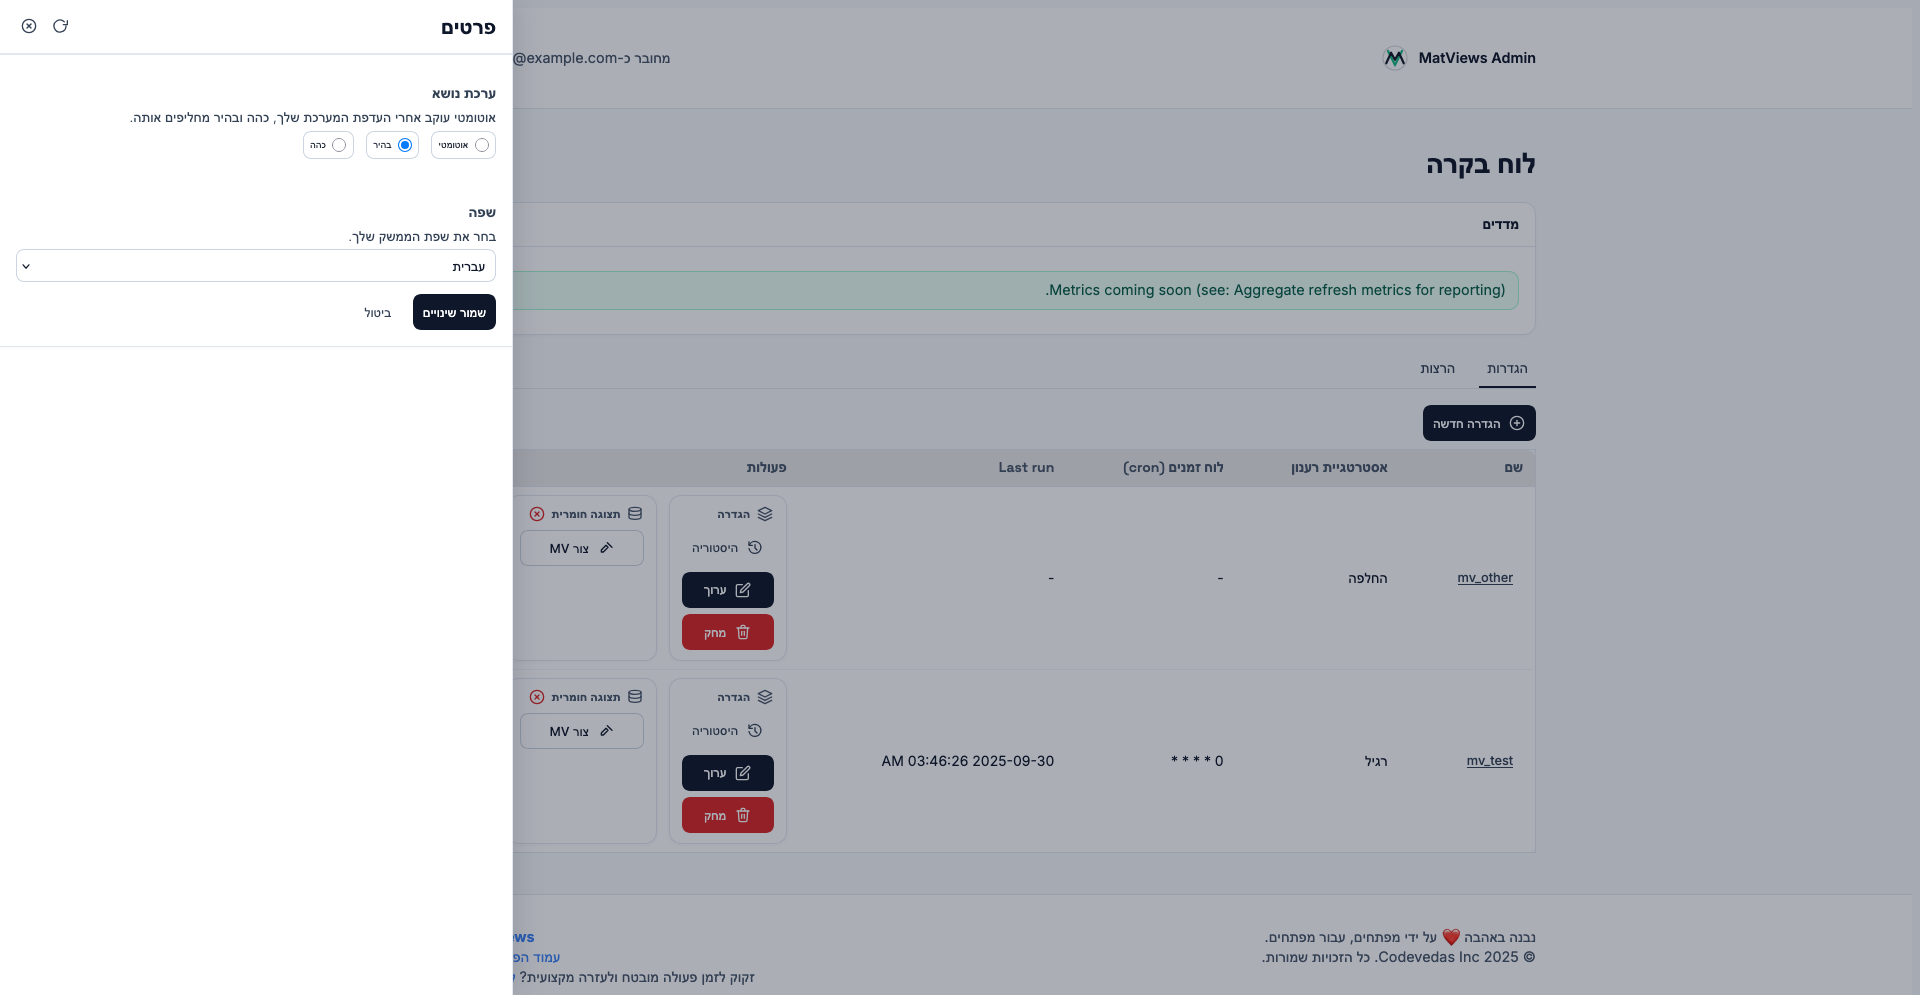 פרטים
ערכת נושא
אוטומטי עוקב אחרי העדפת המערכת שלך, כהה ובהיר מחליפים אותה.
אוטומטי
בהיר
כהה
שפה
בחר את שפת הממשק שלך.
עברית
שמור שינויים
ביטול
MatViews Admin
מחובר כ-@example.com
לוח בקרה
מדדים
Metrics coming soon (see: Aggregate refresh metrics for reporting).
הגדרות
הרצות
הגדרה חדשה
שם
אסטרטגיית רענון
לוח זמנים (cron)
Last run
פעולות
mv_other
החלפה
-
-
הגדרה
היסטוריה
ערוך
מחק
תצוגה חומרית
צור MV
mv_test
רגיל
0 * * * *
2025-09-30 03:46:26 AM
הגדרה
היסטוריה
ערוך
מחק
תצוגה חומרית
צור MV
נבנה באהבה ❤️ על ידי מפתחים, עבור מפתחים.
© 2025 Codevedas Inc. כל הזכויות שמורות.
עמוד
זקוק לזמן פעולה מובטח ולעזרה מקצועית?